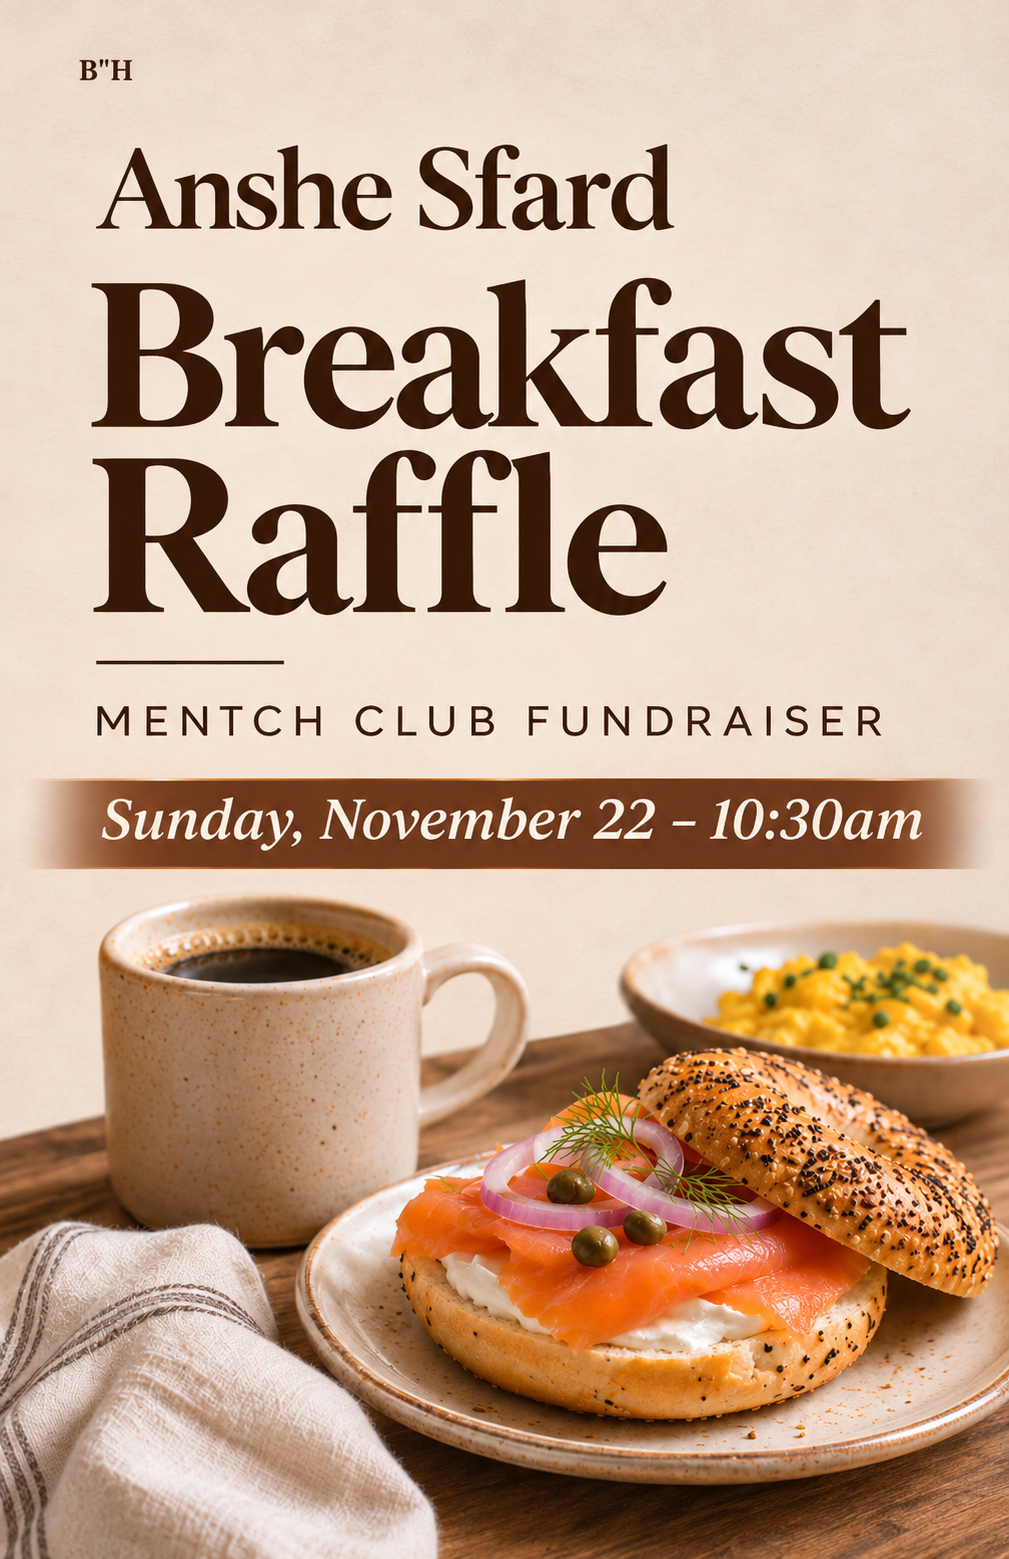 B"H
Anshe Sfard
Breakfast
Raffle
MENTCH CLUB FUNDRAISER
Sunday, November 22 – 10:30am